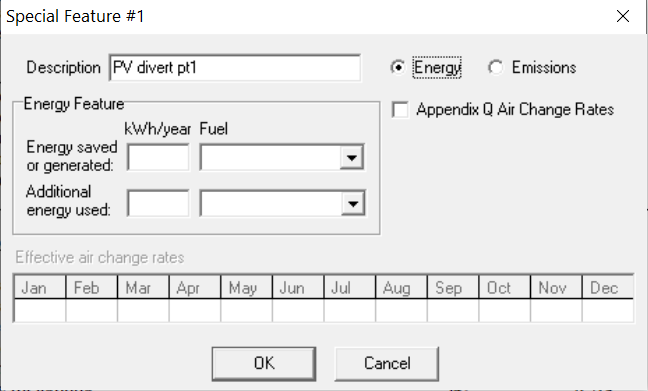 Special Feature #1
Description PV divert pt1 Energy Emissions
Energy Feature
Appendix Q Air Change Rates
kWh/year Fuel
Energy saved
or generated:
Additional
energy used:
Effective air change rates
Jan Feb Mar Apr May Jun Jul Aug Sep Oct Nov Dec
OK Cancel